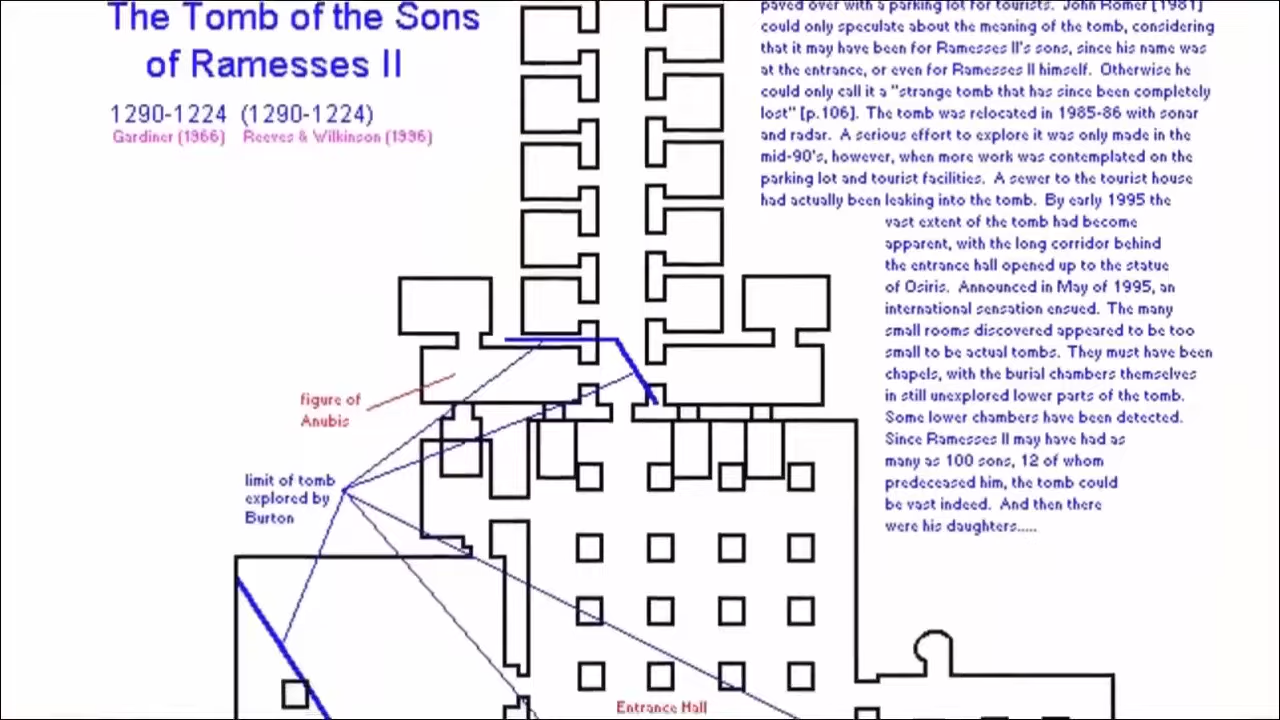 The Tomb of the Sons
of Ramesses II
1290-1224 (1290-1224)
Gardiner (1966) Reeves & Wilkinson (1996)
paved over with a parking lot for tourists. John Romer [1981]
could only speculate about the meaning of the tomb, considering
that it may have been for Ramesses II's sons, since his name was
at the entrance, or even for Ramesses II himself. Otherwise he
could only call it a "strange tomb that has since been completely
lost" [p.106]. The tomb was relocated in 1985-86 with sonar
and radar. A serious effort to explore it was only made in the
mid-90's, however, when more work was contemplated on the
parking lot and tourist facilities. A sewer to the tourist house
had actually been leaking into the tomb. By early 1995 the
vast extent of the tomb had become
apparent, with the long corridor behind
the entrance hall opened up to the statue
of Osiris. Announced in May of 1995, an
international sensation ensued. The many
small rooms discovered appeared to be too
small to be actual tombs. They must have been
chapels, with the burial chambers themselves
in still unexplored lower parts of the tomb.
Some lower chambers have been detected.
Since Ramesses II may have had as
many as 100 sons, 12 of whom
predeceased him, the tomb could
be vast indeed. And then there
were his daughters.....
figure of
Anubis
limit of tomb
explored by
Burton
Entrance Hall